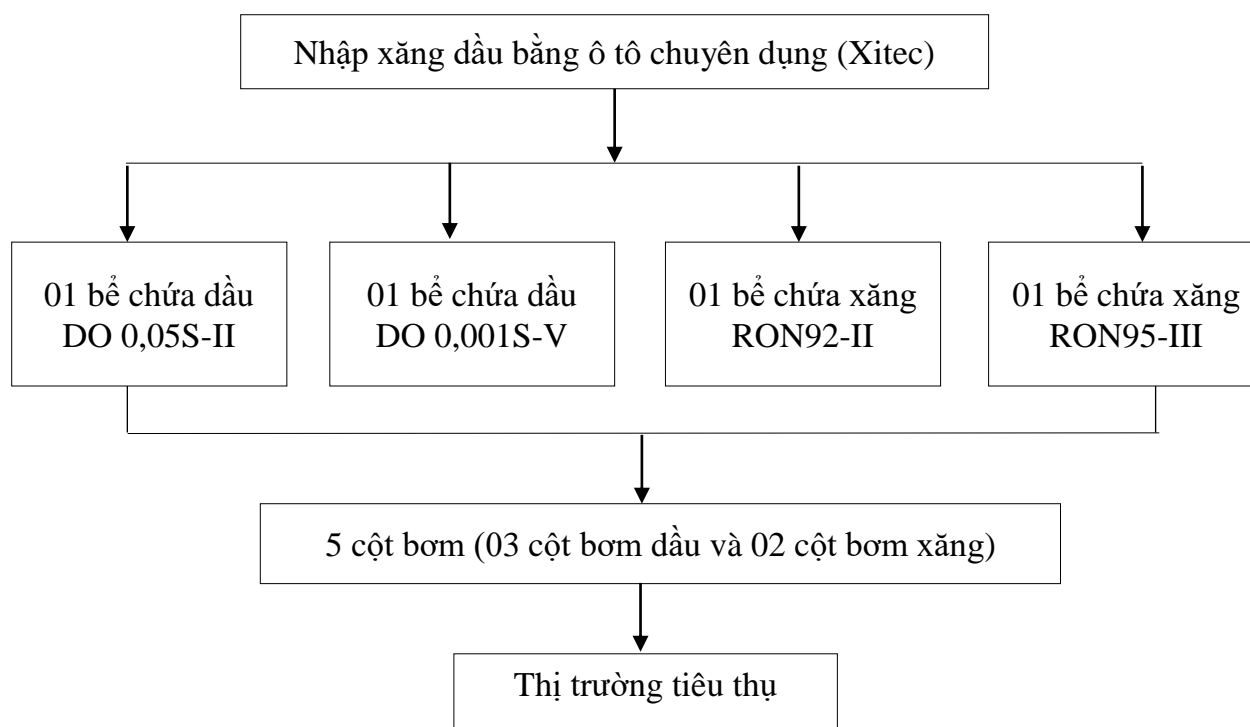 Nhập xăng dầu bằng ô tô chuyên dụng (Xitec)
01 bể chứa dầu
DO 0,05S-II
01 bể chứa dầu
DO 0,001S-V
01 bể chứa xăng
RON92-II
01 bể chứa xăng
RON95-III
5 cột bơm (03 cột bơm dầu và 02 cột bơm xăng)
Thị trường tiêu thụ